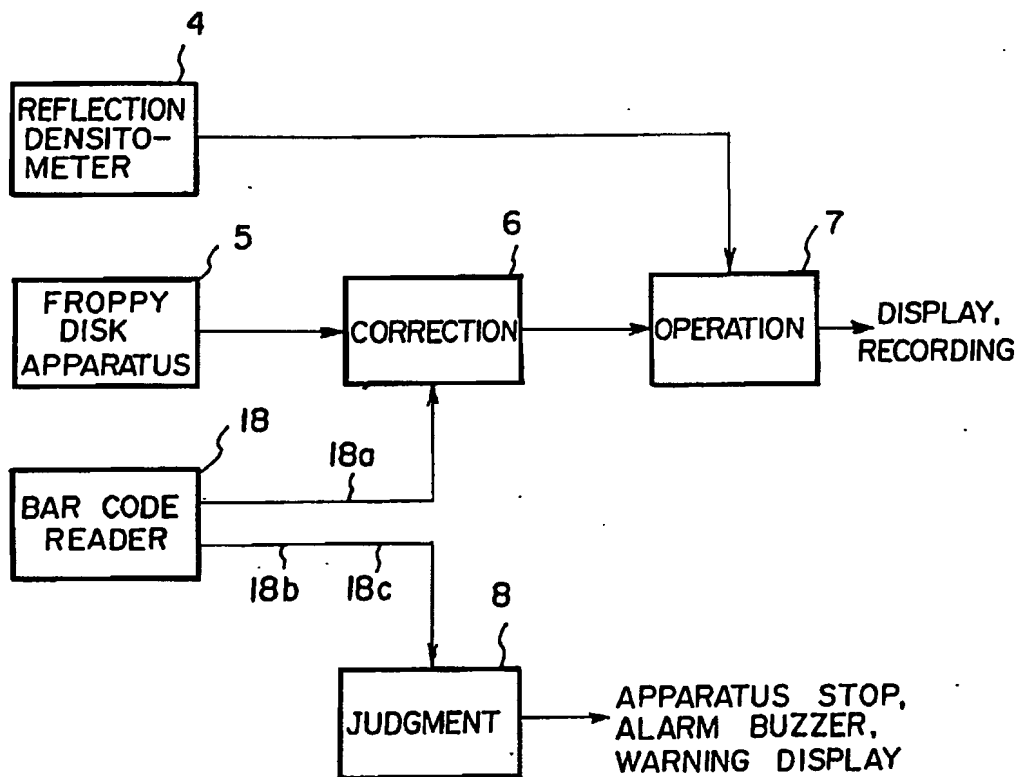 4
REFLECTION
DENSITO-
METER
5
6
7
FROPPY
DISK
APPARATUS
CORRECTION
OPERATION
DISPLAY,
RECORDING
18
18a
BAR CODE
READER
18b
18c
8
JUDGMENT
APPARATUS STOP,
ALARM BUZZER,
WARNING DISPLAY